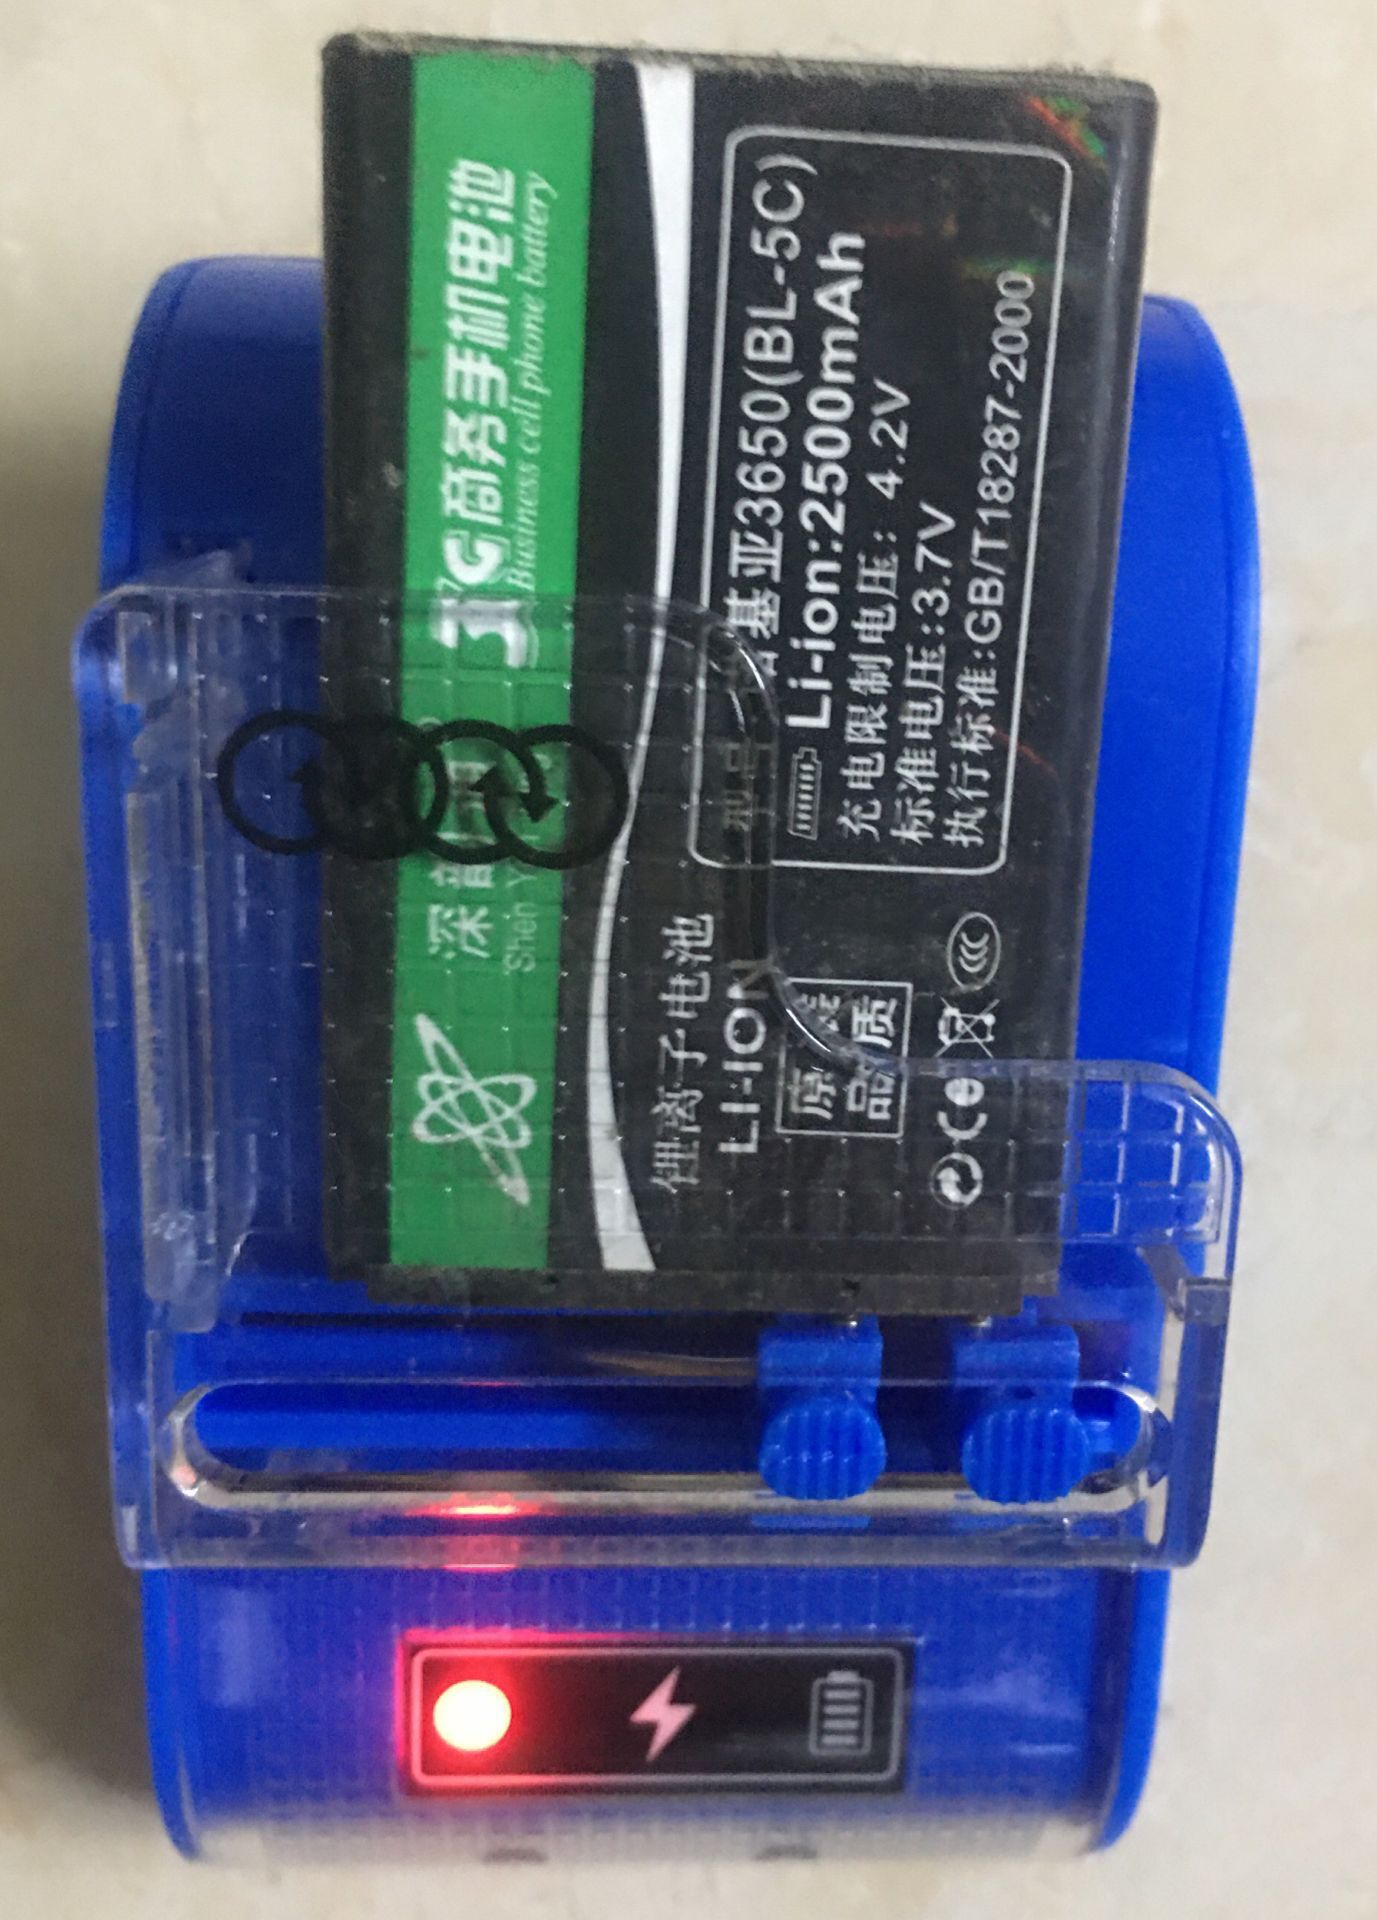 3G商务手机电池
Business cell phone battery
深
Shen Y
基亚3650(BL-5C)
Li-ion:2500mAh
充电限制电压: 4.2V
标准电压:3.7V
执行标准:GB/T18287-2000
锂离子电池
LI-ION
原装
品质
CE
CCC